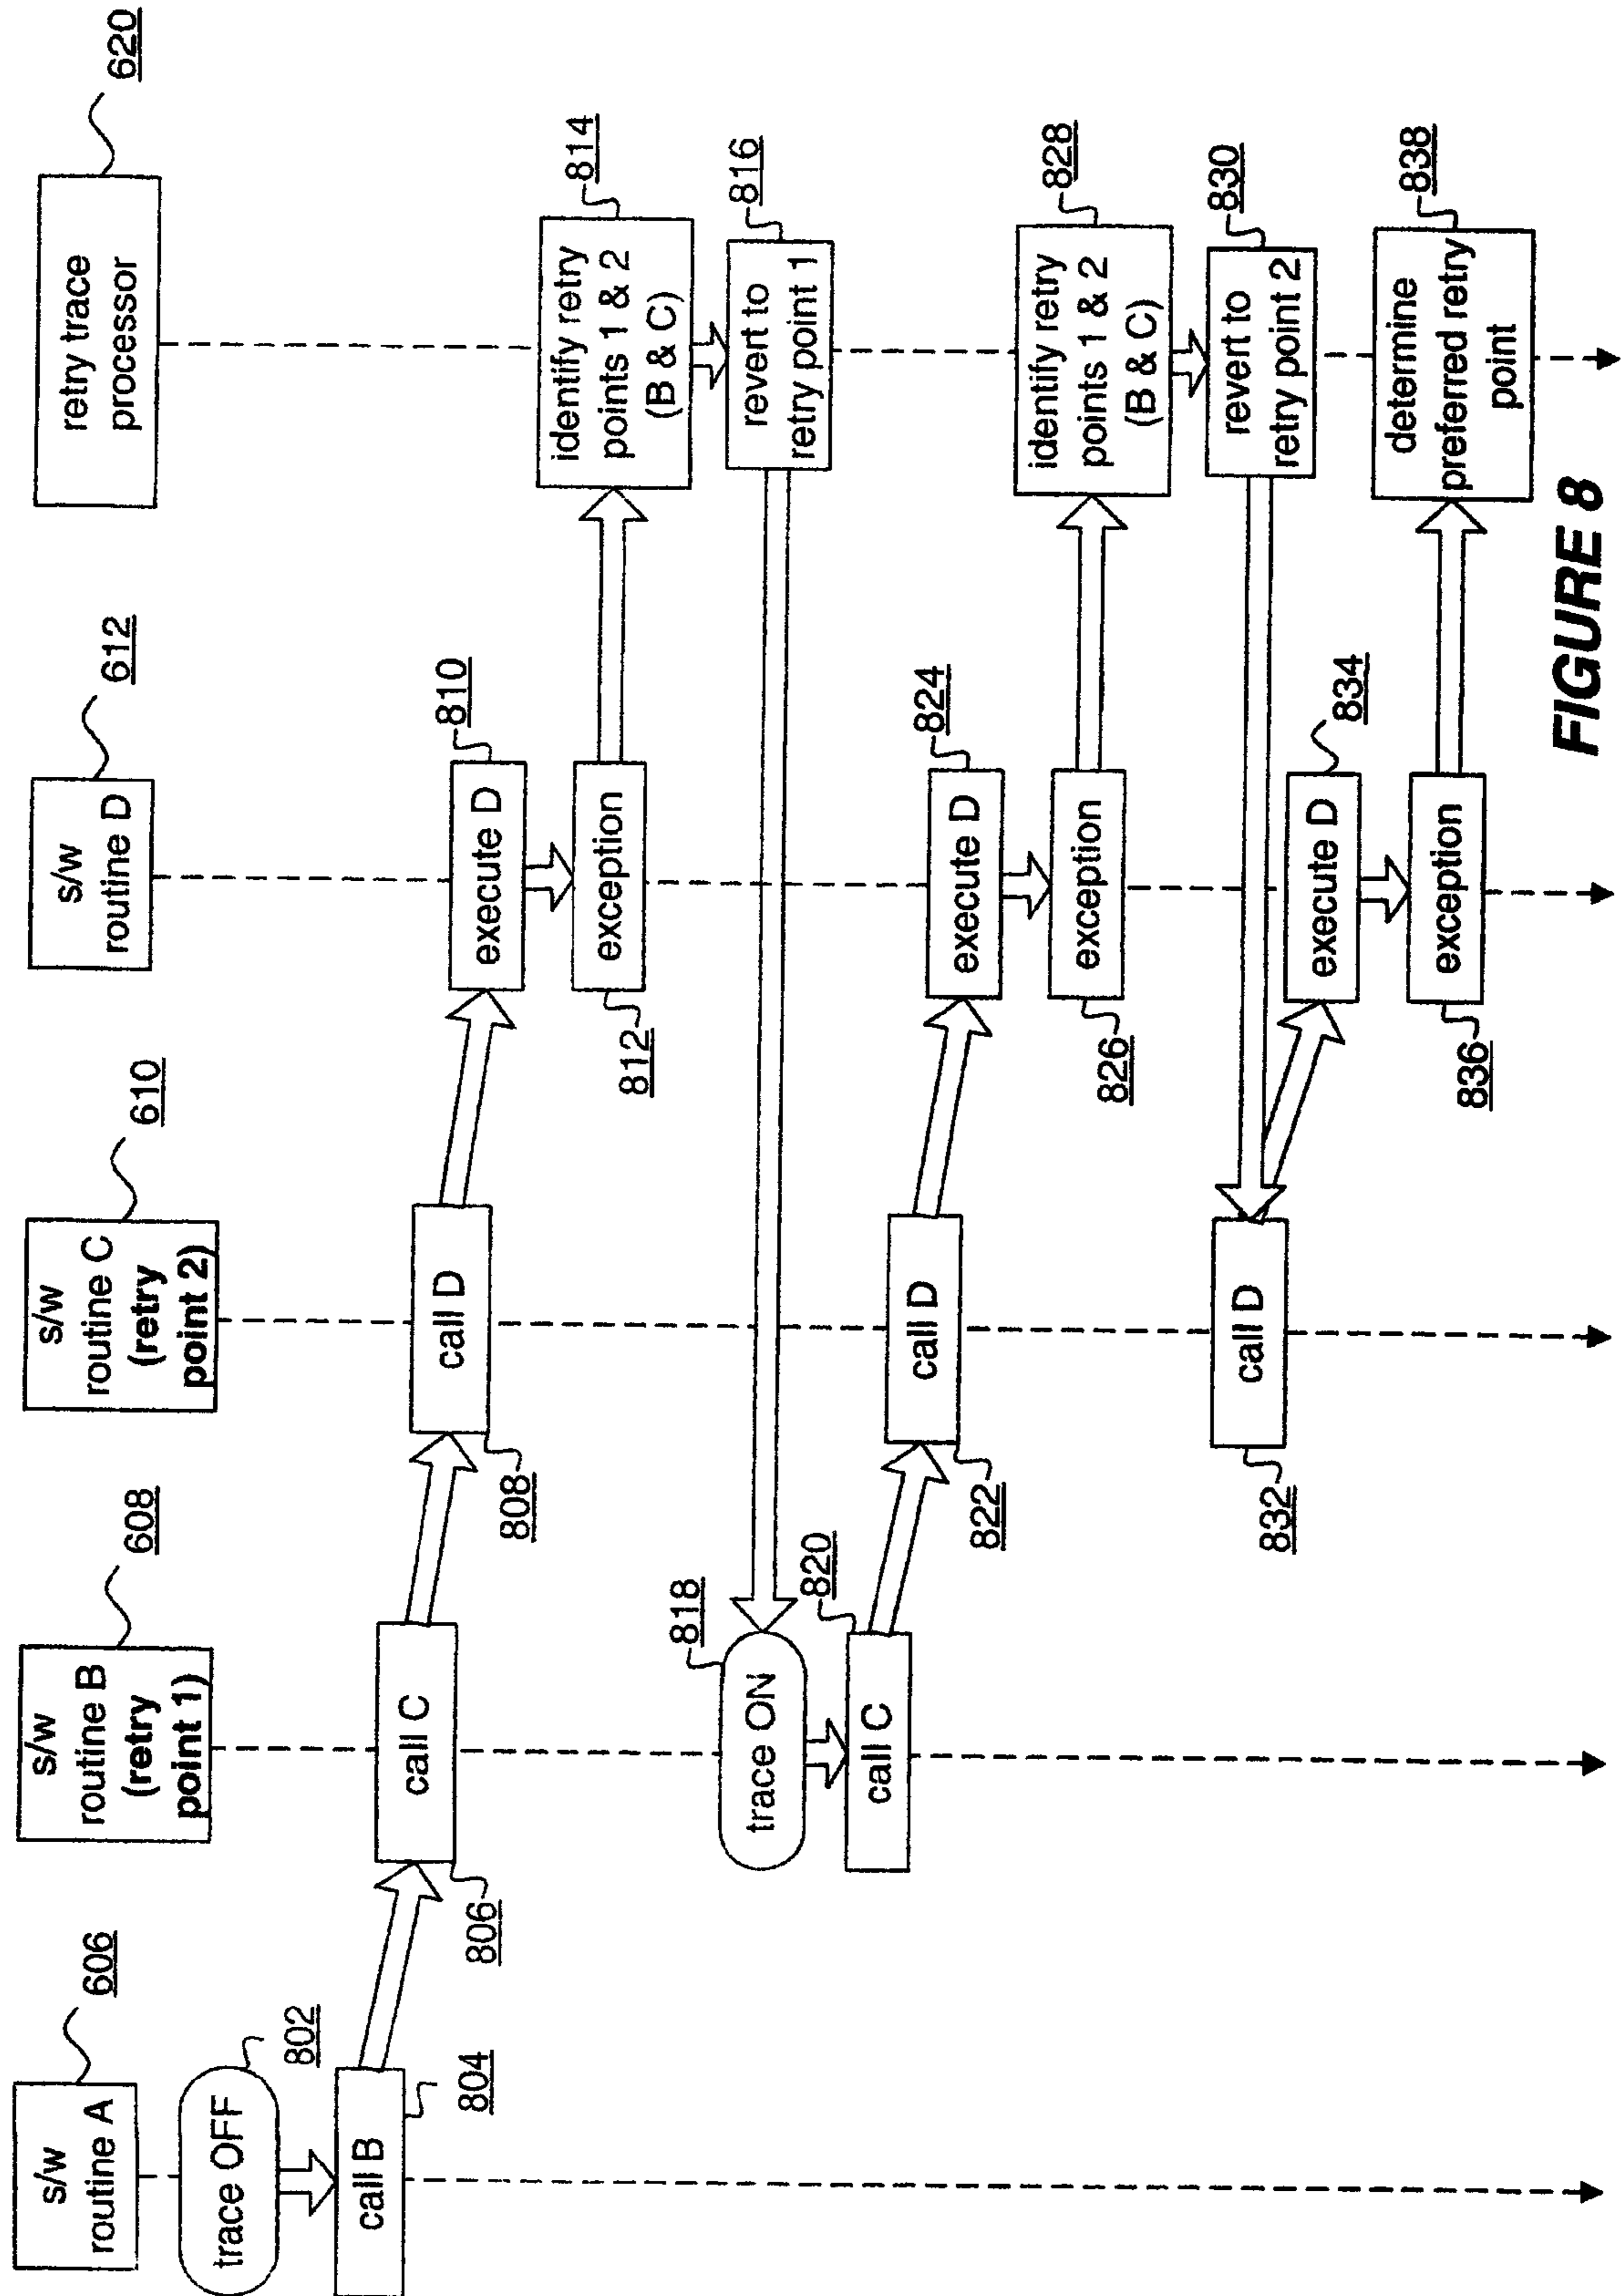 s/w
routine A
606
s/w
routine B
(retry
point 1)
608
s/w
routine C
(retry
point 2)
610
s/w
routine D
612
retry trace
processor
620
trace OFF
802
call B
804
call C
806
call D
808
execute D
810
exception
812
identify retry
points 1 & 2
(B & C)
814
revert to
retry point 1
816
trace ON
818
call C
820
call D
822
execute D
824
exception
826
identify retry
points 1 & 2
(B & C)
828
revert to
retry point 2
830
call D
832
execute D
834
exception
836
determine
preferred retry
point
838
FIGURE 8